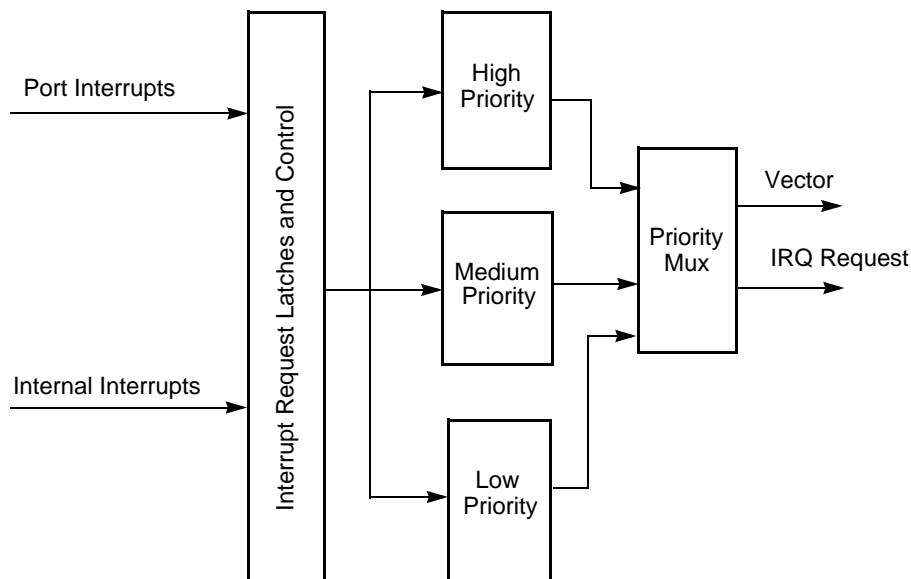 Port Interrupts
Internal Interrupts
Interrupt Request Latches and Control
High
Priority
Medium
Priority
Low
Priority
Priority
Mux
Vector
IRQ Request